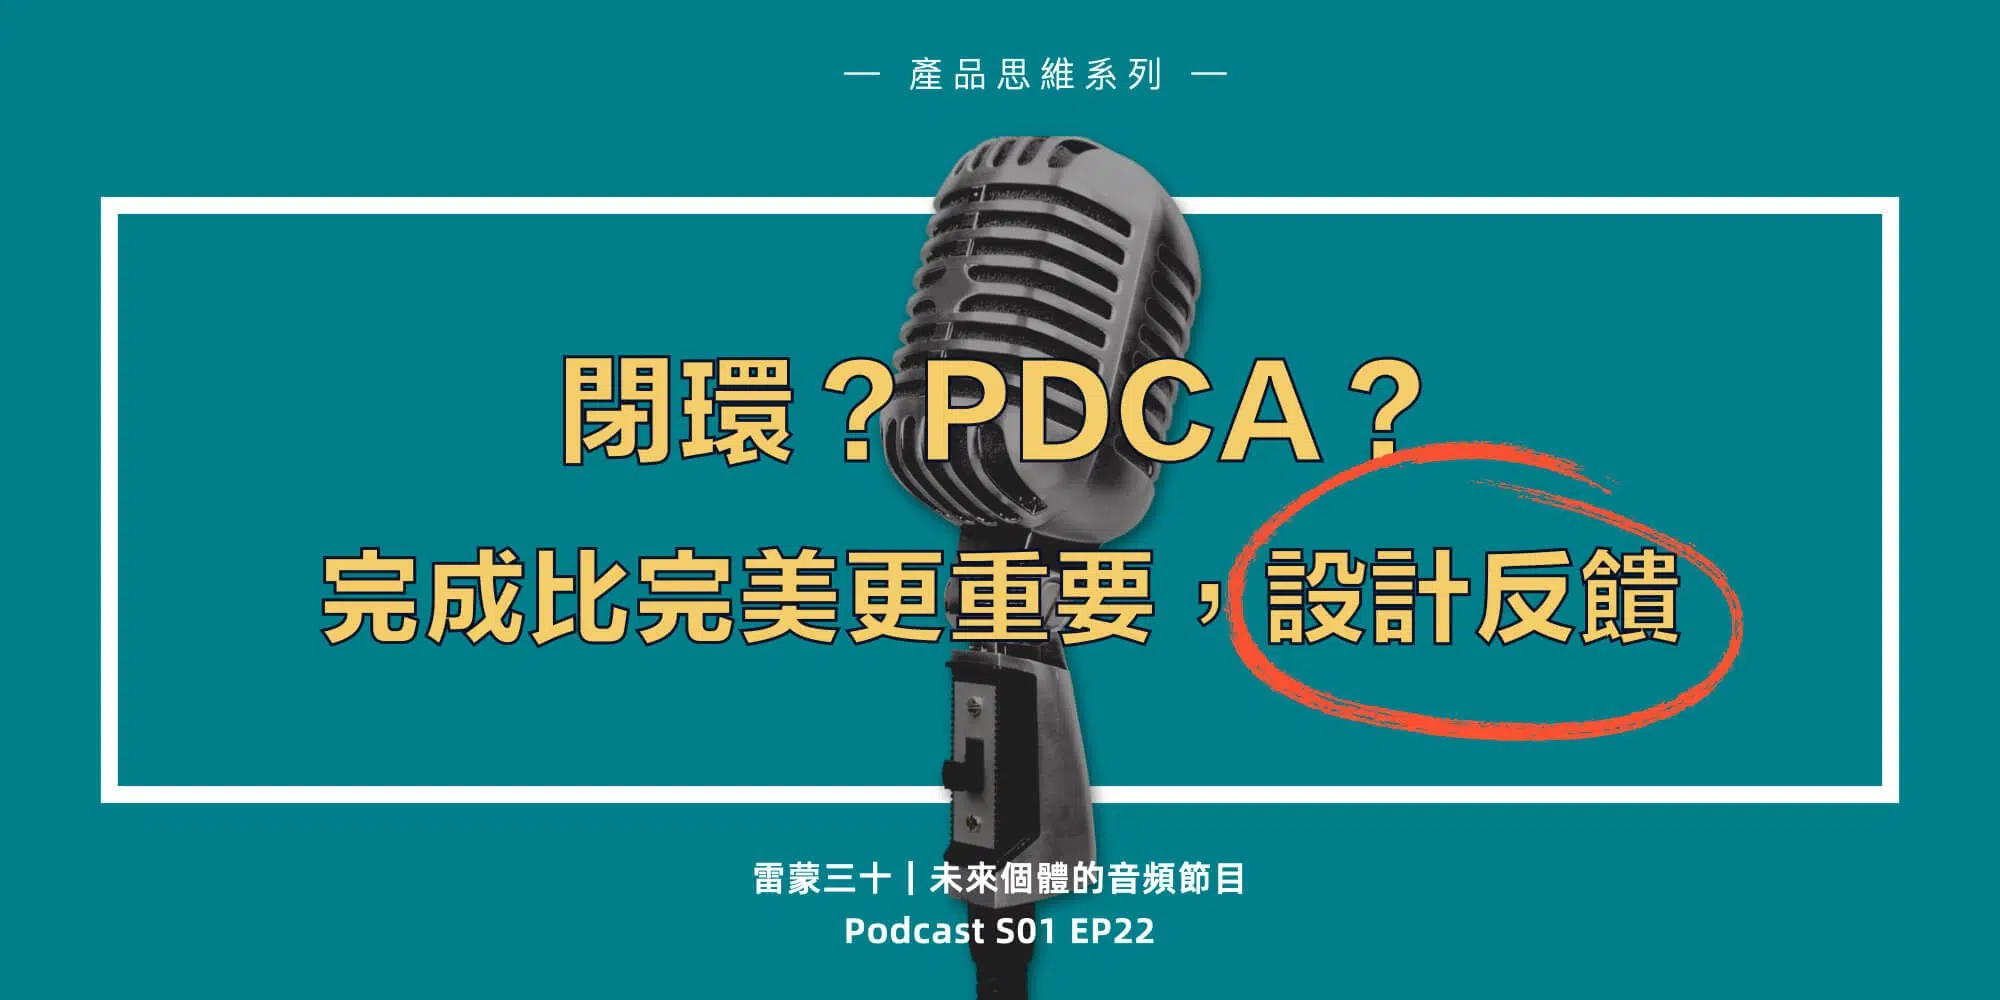 — 產品思維系列 —
閉環？PDCA？
完成比完美更重要，設計反饋
雷蒙三十｜未來個體的音頻節目
Podcast S01 EP22